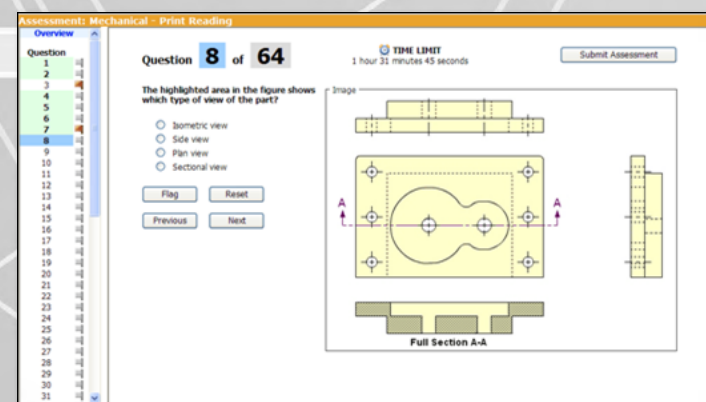 Assessment: Mechanical - Print Reading
Overview
Question
1
2
3
4
5
6
7
8
9
10
11
12
13
14
15
16
17
18
19
20
21
22
23
24
25
26
27
28
29
30
31
Question 8 of 64
TIME LIMIT
1 hour 31 minutes 45 seconds
Submit Assessment
The highlighted area in the figure shows
which type of view of the part?
Isometric view
Side view
Plan view
Sectional view
Flag Reset
Previous Next
Image
A A
Full Section A-A